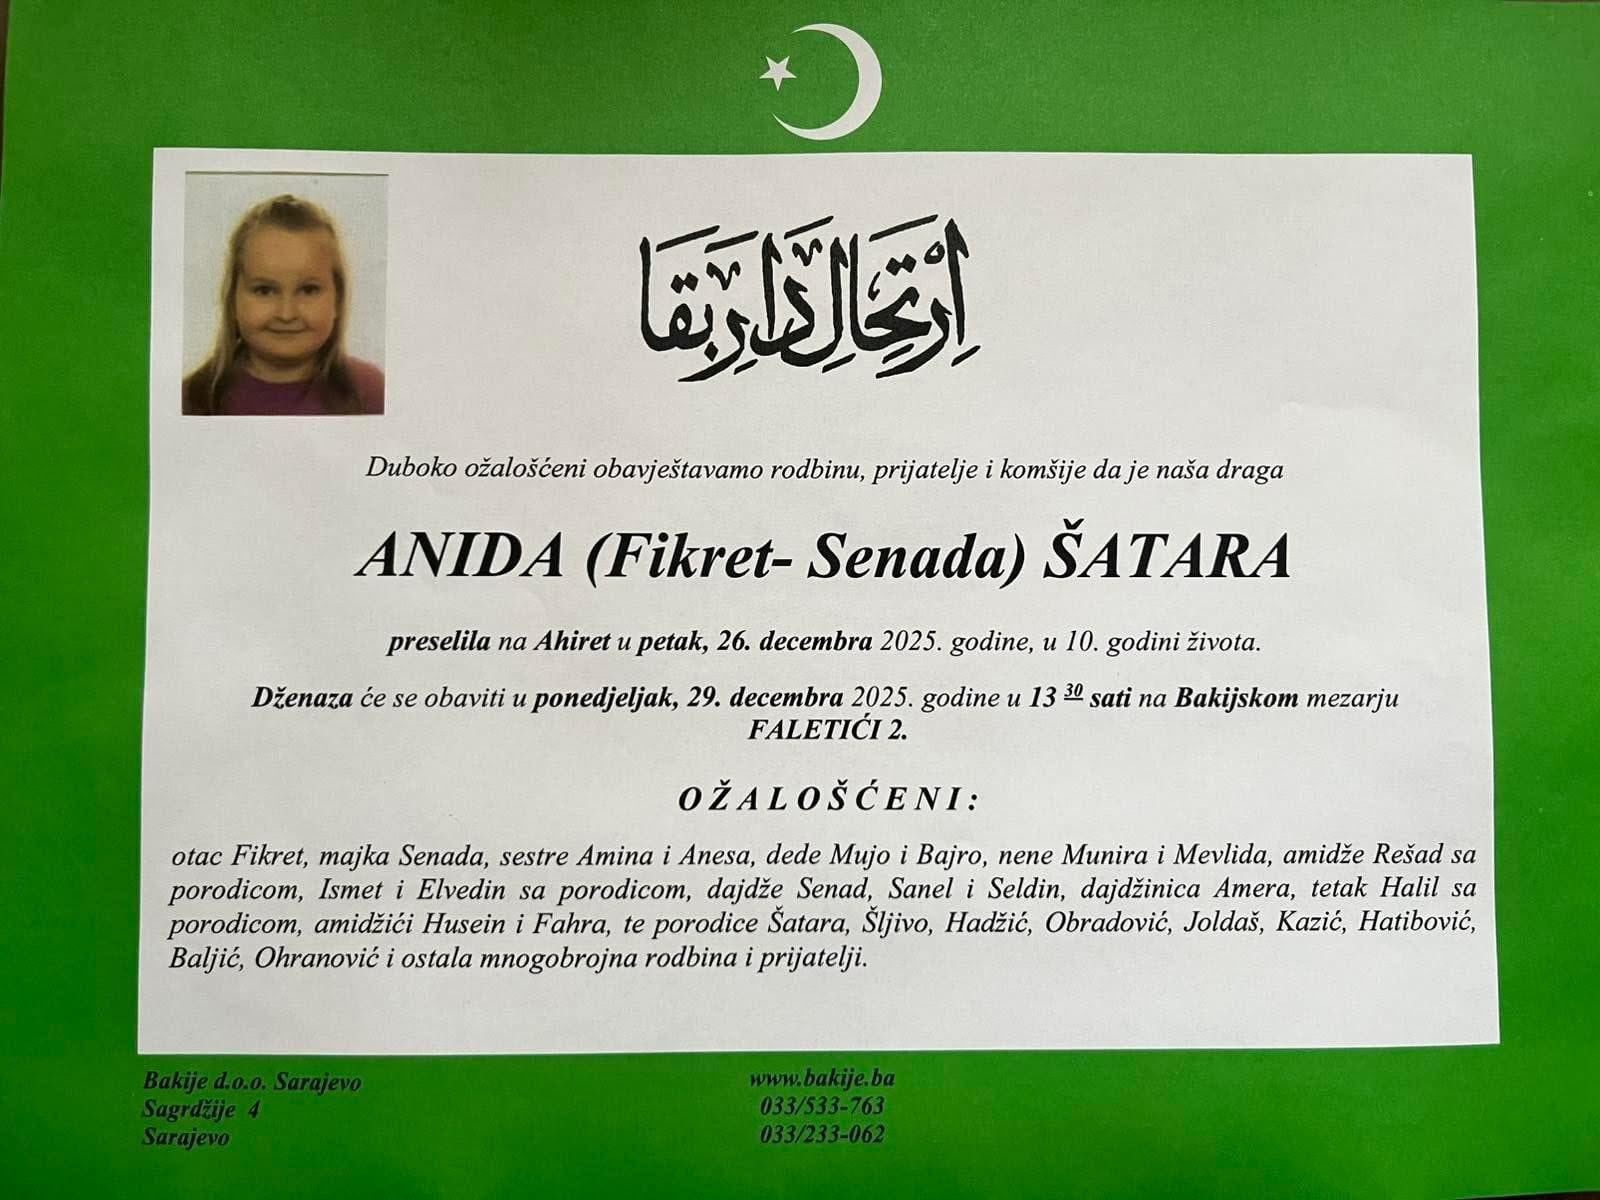 اِرْتِحَالِ دَارِ بَقَا
Duboko ožalošćeni obavještavamo rodbinu, prijatelje i komšije da je naša draga
ANIDA (Fikret- Senada) ŠATARA
preselila na Ahiret u petak, 26. decembra 2025. godine, u 10. godini života.
Dženaza će se obaviti u ponedjeljak, 29. decembra 2025. godine u 13 30 sati na Bakijskom mezarju
FALETIĆI 2.
OŽALOŠĆENI:
otac Fikret, majka Senada, sestre Amina i Anesa, dede Mujo i Bajro, nene Munira i Mevlida, amidže Rešad sa
porodicom, Ismet i Elvedin sa porodicom, dajdže Senad, Sanel i Seldin, dajdžinica Amera, tetak Halil sa
porodicom, amidžići Husein i Fahra, te porodice Šatara, Šljivo, Hadžić, Obradović, Joldaš, Kazić, Hatibović,
Baljić, Ohranović i ostala mnogobrojna rodbina i prijatelji.
Bakije d.o.o. Sarajevo
Sagrdžije 4
Sarajevo
www.bakije.ba
033/533-763
033/233-062